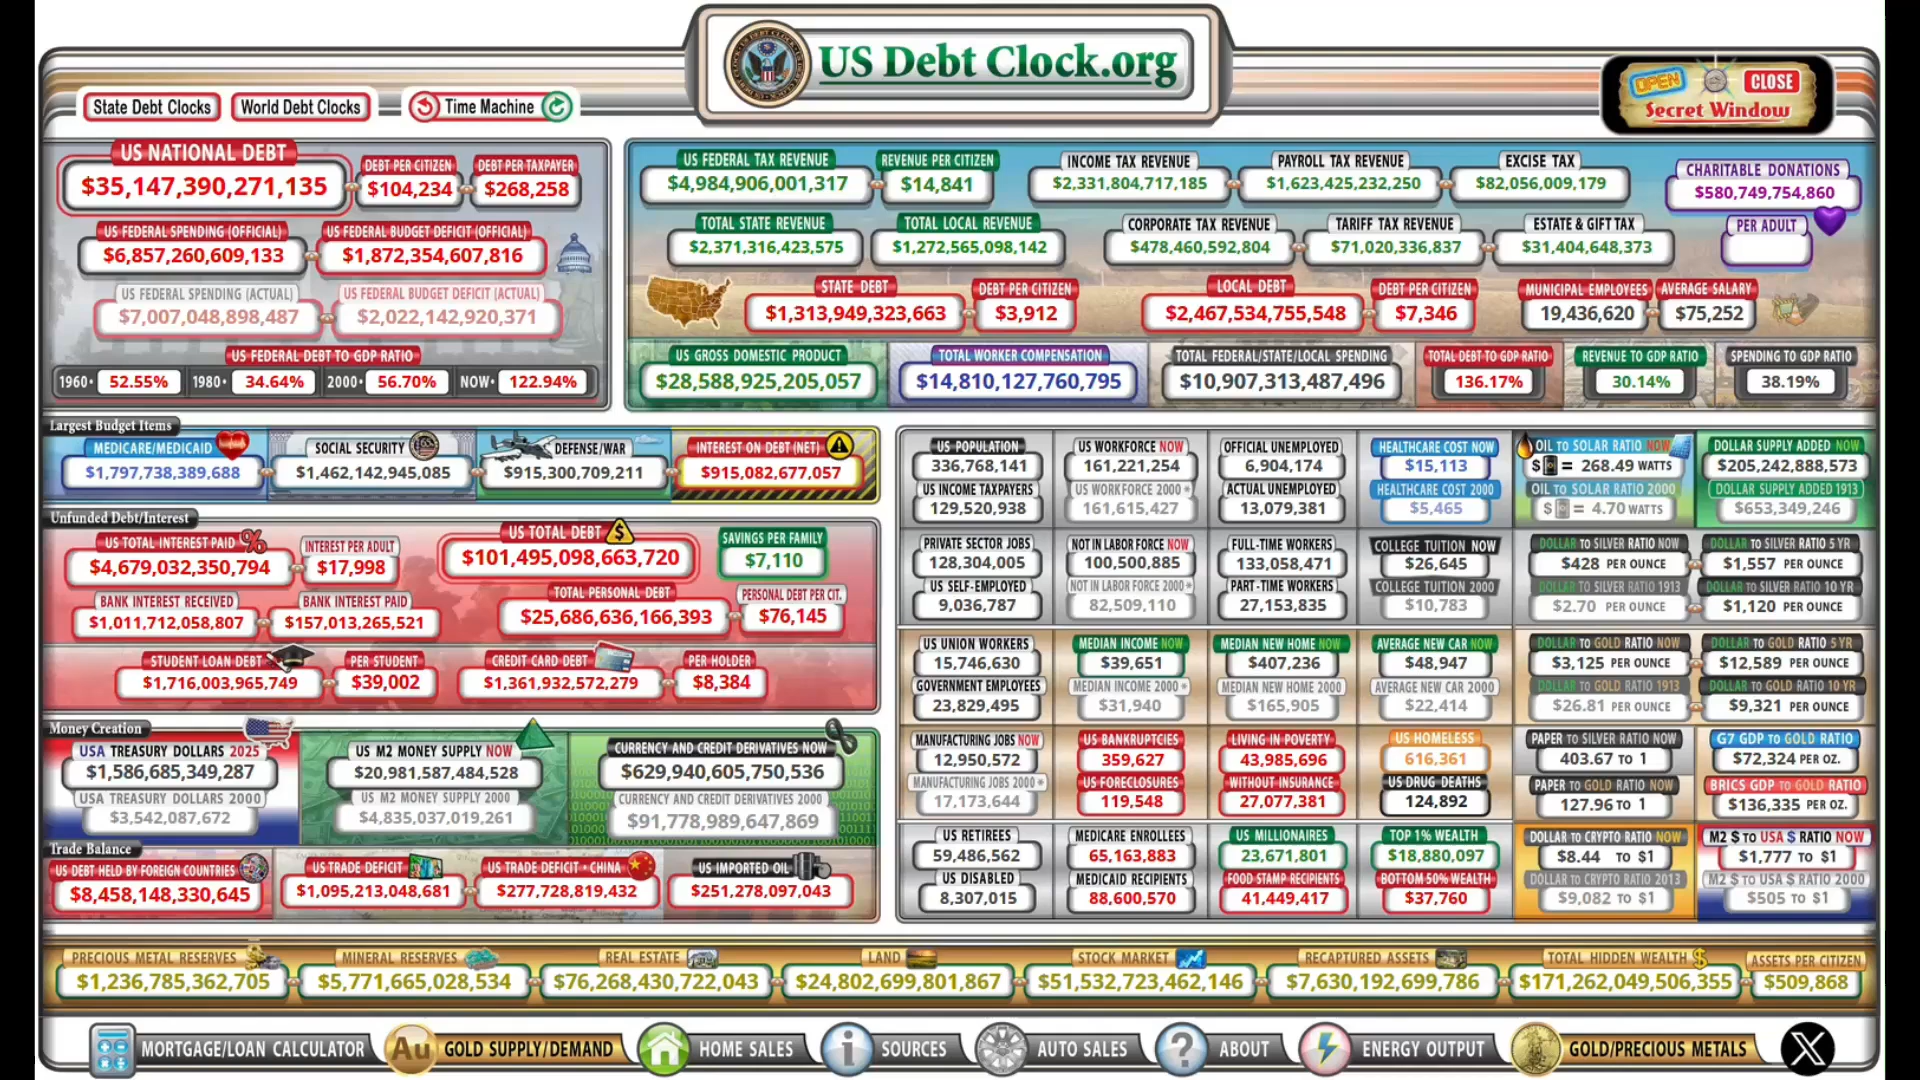 US Debt Clock.org
State Debt Clocks
World Debt Clocks
Time Machine
OPEN
CLOSE
Secret Window
US NATIONAL DEBT
$35,147,390,271,135
DEBT PER CITIZEN
$104,234
DEBT PER TAXPAYER
$268,258
US FEDERAL SPENDING (OFFICIAL)
$6,857,260,609,133
US FEDERAL BUDGET DEFICIT (OFFICIAL)
$1,872,354,607,816
US FEDERAL SPENDING (ACTUAL)
$7,007,048,898,487
US FEDERAL BUDGET DEFICIT (ACTUAL)
$2,022,142,920,371
US FEDERAL DEBT TO GDP RATIO
1960• 52.55% 1980• 34.64% 2000• 56.70% NOW• 122.94%
US FEDERAL TAX REVENUE
$4,984,906,001,317
REVENUE PER CITIZEN
$14,841
INCOME TAX REVENUE
$2,331,804,717,185
PAYROLL TAX REVENUE
$1,623,425,232,250
EXCISE TAX
$82,056,009,179
CHARITABLE DONATIONS
$580,749,754,860
TOTAL STATE REVENUE
$2,371,316,423,575
TOTAL LOCAL REVENUE
$1,272,565,098,142
CORPORATE TAX REVENUE
$478,460,592,804
TARIFF TAX REVENUE
$71,020,336,837
ESTATE & GIFT TAX
$31,404,648,373
PER ADULT
STATE DEBT
$1,313,949,323,663
DEBT PER CITIZEN
$3,912
LOCAL DEBT
$2,467,534,755,548
DEBT PER CITIZEN
$7,346
MUNICIPAL EMPLOYEES
19,436,620
AVERAGE SALARY
$75,252
US GROSS DOMESTIC PRODUCT
$28,588,925,205,057
TOTAL WORKER COMPENSATION
$14,810,127,760,795
TOTAL FEDERAL/STATE/LOCAL SPENDING
$10,907,313,487,496
TOTAL DEBT TO GDP RATIO
136.17%
REVENUE TO GDP RATIO
30.14%
SPENDING TO GDP RATIO
38.19%
Largest Budget Items
MEDICARE/MEDICAID
$1,797,738,389,688
SOCIAL SECURITY
$1,462,142,945,085
DEFENSE/WAR
$915,300,709,211
INTEREST ON DEBT (NET)
$915,082,677,057
Unfunded Debt/Interest
US TOTAL INTEREST PAID
$4,679,032,350,794
INTEREST PER ADULT
$17,998
US TOTAL DEBT
$101,495,098,663,720
SAVINGS PER FAMILY
$7,110
BANK INTEREST RECEIVED
$1,011,712,058,807
BANK INTEREST PAID
$157,013,265,521
TOTAL PERSONAL DEBT
$25,686,636,166,393
PERSONAL DEBT PER CIT.
$76,145
STUDENT LOAN DEBT
$1,716,003,965,749
PER STUDENT
$39,002
CREDIT CARD DEBT
$1,361,932,572,279
PER HOLDER
$8,384
Money Creation
USA TREASURY DOLLARS 2025
$1,586,685,349,287
USA TREASURY DOLLARS 2000
$3,542,087,672
US M2 MONEY SUPPLY NOW
$20,981,587,484,528
US M2 MONEY SUPPLY 2000
$4,835,037,019,261
CURRENCY AND CREDIT DERIVATIVES NOW
$629,940,605,750,536
CURRENCY AND CREDIT DERIVATIVES 2000
$91,778,989,647,869
Trade Balance
US DEBT HELD BY FOREIGN COUNTRIES
$8,458,148,330,645
US TRADE DEFICIT
$1,095,213,048,681
US TRADE DEFICIT • CHINA
$277,728,819,432
US IMPORTED OIL
$251,278,097,043
US POPULATION
336,768,141
US INCOME TAXPAYERS
129,520,938
US WORKFORCE NOW
161,221,254
US WORKFORCE 2000 *
161,615,427
OFFICIAL UNEMPLOYED
6,904,174
ACTUAL UNEMPLOYED
13,079,381
HEALTHCARE COST NOW
$15,113
HEALTHCARE COST 2000
$5,465
OIL TO SOLAR RATIO NOW
$ = 268.49 WATTS
OIL TO SOLAR RATIO 2000
$ = 4.70 WATTS
DOLLAR SUPPLY ADDED NOW
$205,242,888,573
DOLLAR SUPPLY ADDED 1913
$653,349,246
PRIVATE SECTOR JOBS
128,304,005
US SELF-EMPLOYED
9,036,787
NOT IN LABOR FORCE NOW
100,500,885
NOT IN LABOR FORCE 2000 *
82,509,110
FULL-TIME WORKERS
133,058,471
PART-TIME WORKERS
27,153,835
COLLEGE TUITION NOW
$26,645
COLLEGE TUITION 2000
$10,783
DOLLAR TO SILVER RATIO NOW
$428 PER OUNCE
DOLLAR TO SILVER RATIO 1913
$2.70 PER OUNCE
DOLLAR TO SILVER RATIO 5 YR
$1,557 PER OUNCE
DOLLAR TO SILVER RATIO 10 YR
$1,120 PER OUNCE
US UNION WORKERS
15,746,630
GOVERNMENT EMPLOYEES
23,829,495
MEDIAN INCOME NOW
$39,651
MEDIAN INCOME 2000 *
$31,940
MEDIAN NEW HOME NOW
$407,236
MEDIAN NEW HOME 2000
$165,905
AVERAGE NEW CAR NOW
$48,947
AVERAGE NEW CAR 2000
$22,414
DOLLAR TO GOLD RATIO NOW
$3,125 PER OUNCE
DOLLAR TO GOLD RATIO 1913
$26.81 PER OUNCE
DOLLAR TO GOLD RATIO 5 YR
$12,589 PER OUNCE
DOLLAR TO GOLD RATIO 10 YR
$9,321 PER OUNCE
MANUFACTURING JOBS NOW
12,950,572
MANUFACTURING JOBS 2000 *
17,173,644
US BANKRUPTCIES
359,627
US FORECLOSURES
119,548
LIVING IN POVERTY
43,985,696
WITHOUT INSURANCE
27,077,381
US HOMELESS
616,361
US DRUG DEATHS
124,892
PAPER TO SILVER RATIO NOW
403.67 TO 1
PAPER TO GOLD RATIO NOW
127.96 TO 1
G7 GDP TO GOLD RATIO
$72,324 PER OZ.
BRICS GDP TO GOLD RATIO
$136,335 PER OZ.
US RETIREES
59,486,562
US DISABLED
8,307,015
MEDICARE ENROLLEES
65,163,883
MEDICAID RECIPIENTS
88,600,570
US MILLIONAIRES
23,671,801
FOOD STAMP RECIPIENTS
41,449,417
TOP 1% WEALTH
$18,880,097
BOTTOM 50% WEALTH
$37,760
DOLLAR TO CRYPTO RATIO NOW
$8.44 TO $1
DOLLAR TO CRYPTO RATIO 2013
$9,082 TO $1
M2 $ TO USA $ RATIO NOW
$1,777 TO $1
M2 $ TO USA $ RATIO 2000
$505 TO $1
PRECIOUS METAL RESERVES
$1,236,785,362,705
MINERAL RESERVES
$5,771,665,028,534
REAL ESTATE
$76,268,430,722,043
LAND
$24,802,699,801,867
STOCK MARKET
$51,532,723,462,146
RECAPTURED ASSETS
$7,630,192,699,786
TOTAL HIDDEN WEALTH
$171,262,049,506,355
ASSETS PER CITIZEN
$509,868
MORTGAGE/LOAN CALCULATOR
Au GOLD SUPPLY/DEMAND
HOME SALES
SOURCES
AUTO SALES
ABOUT
ENERGY OUTPUT
GOLD/PRECIOUS METALS
X